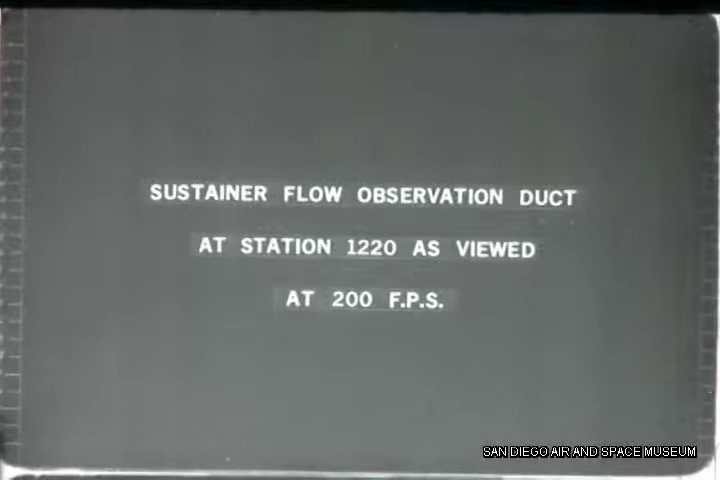 SUSTAINER FLOW OBSERVATION DUCT
AT STATION 1220 AS VIEWED
AT 200 F.P.S.
SAN DIEGO AIR AND SPACE MUSEUM